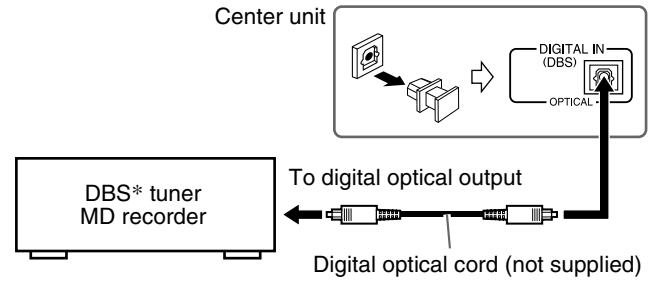 Center unit
DIGITAL IN
(DBS)
OPTICAL
DBS* tuner
MD recorder
To digital optical output
Digital optical cord (not supplied)